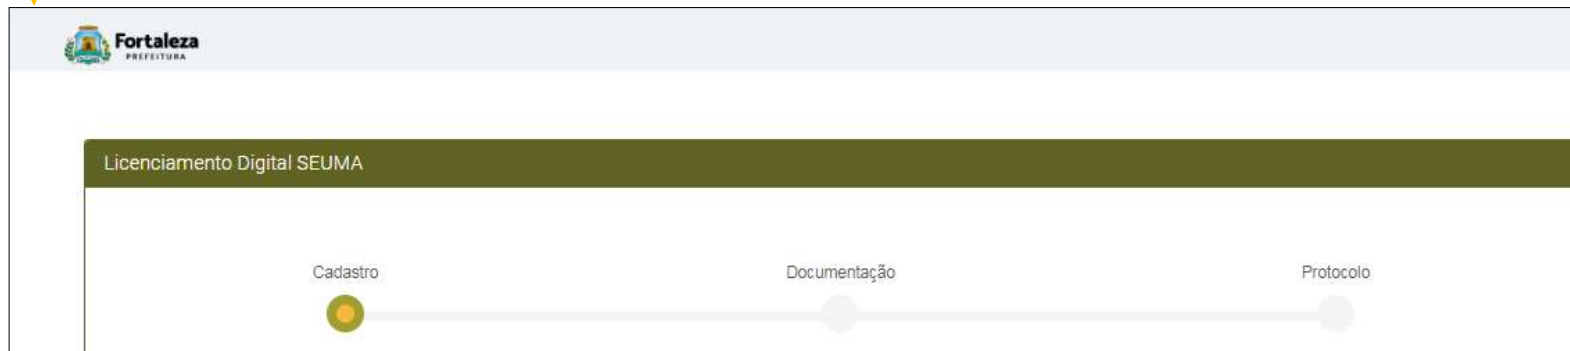 Fortaleza
PREFEITURA
Licenciamento Digital SEUMA
Cadastro
Documentação
Protocolo